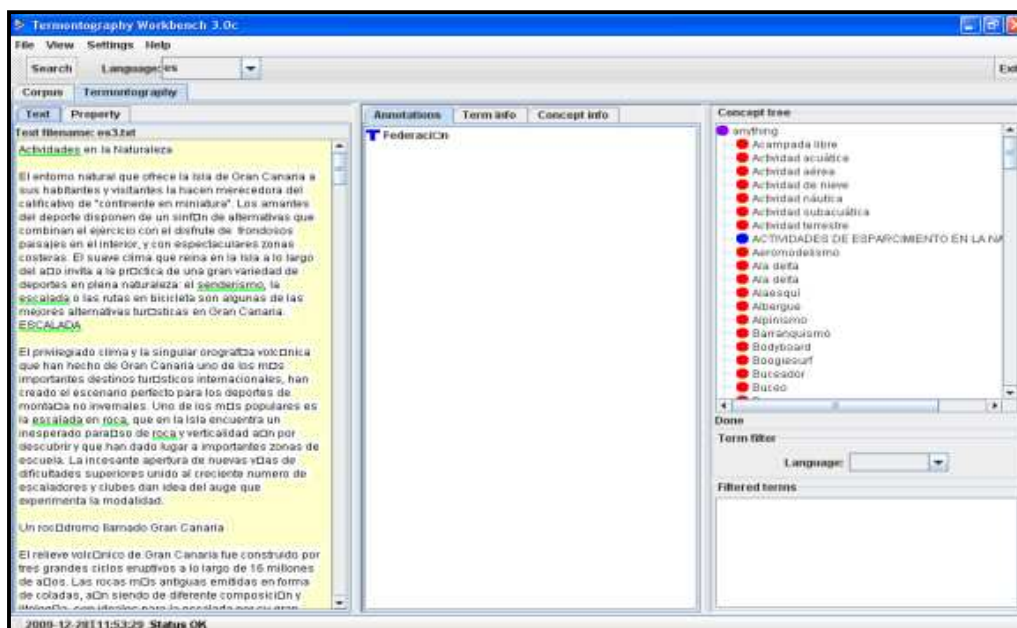 Termontography Workbench 3.0c
File View Settings Help
Search Language: es
Exit
Corpus Termontography
Text Property
Text filename: es3.txt
Actividades en la Naturaleza
El entorno natural que ofrece la Isla de Gran Canaria a
sus habitantes y visitantes la hacen merecedora del
calificativo de "continente en miniatura". Los amantes
del deporte disponen de un sinf□n de alternativas que
combinan el ejercicio con el disfrute de frondosos
paisajes en el interior, y con espectaculares zonas
costeras. El suave clima que reina en la Isla a lo largo
del a□o invita a la pr□ctica de una gran variedad de
deportes en plena naturaleza: el senderismo, la
escalada o las rutas en bicicleta son algunas de las
mejores alternativas tur□sticas en Gran Canaria.
ESCALADA
El privilegiado clima y la singular orograf□a volc□nica
que han hecho de Gran Canaria uno de los m□s
importantes destinos tur□sticos internacionales, han
creado el escenario perfecto para los deportes de
monta□a no invernales. Uno de los m□s populares es
la escalada en roca, que en la Isla encuentra un
inesperado para□so de roca y verticalidad a□n por
descubrir y que han dado lugar a importantes zonas de
escuela. La incesante apertura de nuevas v□as de
dificultades superiores unido al creciente numero de
escaladores y clubes dan idea del auge que
experimenta la modalidad.
Un roc□dromo llamado Gran Canaria
El relieve volc□nico de Gran Canaria fue construido por
tres grandes ciclos eruptivos a lo largo de 16 millones
de a□os. Las rocas m□s antiguas emitidas en forma
de coladas, a□n siendo de diferente composici□n y
litolog□a, son ideales para la escalada por su gran
Annotations Term info Concept info
Federaci□n
Concept tree
anything
Acampada libre
Actividad acuática
Actividad aérea
Actividad de nieve
Actividad náutica
Actividad subacuática
Actividad terrestre
ACTIVIDADES DE ESPARCIMIENTO EN LA NA
Aeromodelismo
Ala delta
Ala delta
Alaesquí
Albergue
Alpinismo
Barranquismo
Bodyboard
Boogiesurf
Buceador
Buceo
Done
Term filter
Language:
Filtered terms
2009-12-28T11:53:29 Status OK